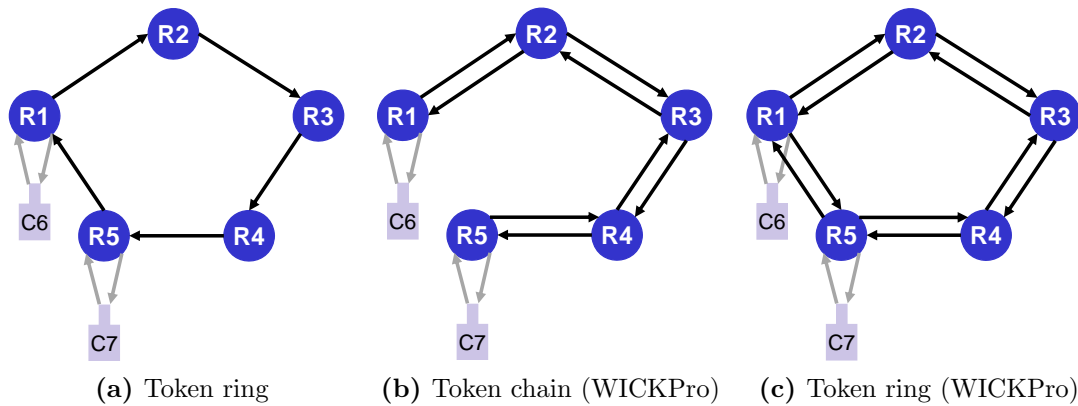 R2
R1
R3
C6
R5
R4
C7
(a) Token ring
R2
R1
R3
C6
R5
R4
C7
(b) Token chain (WICKPro)
R2
R1
R3
C6
R5
R4
C7
(c) Token ring (WICKPro)